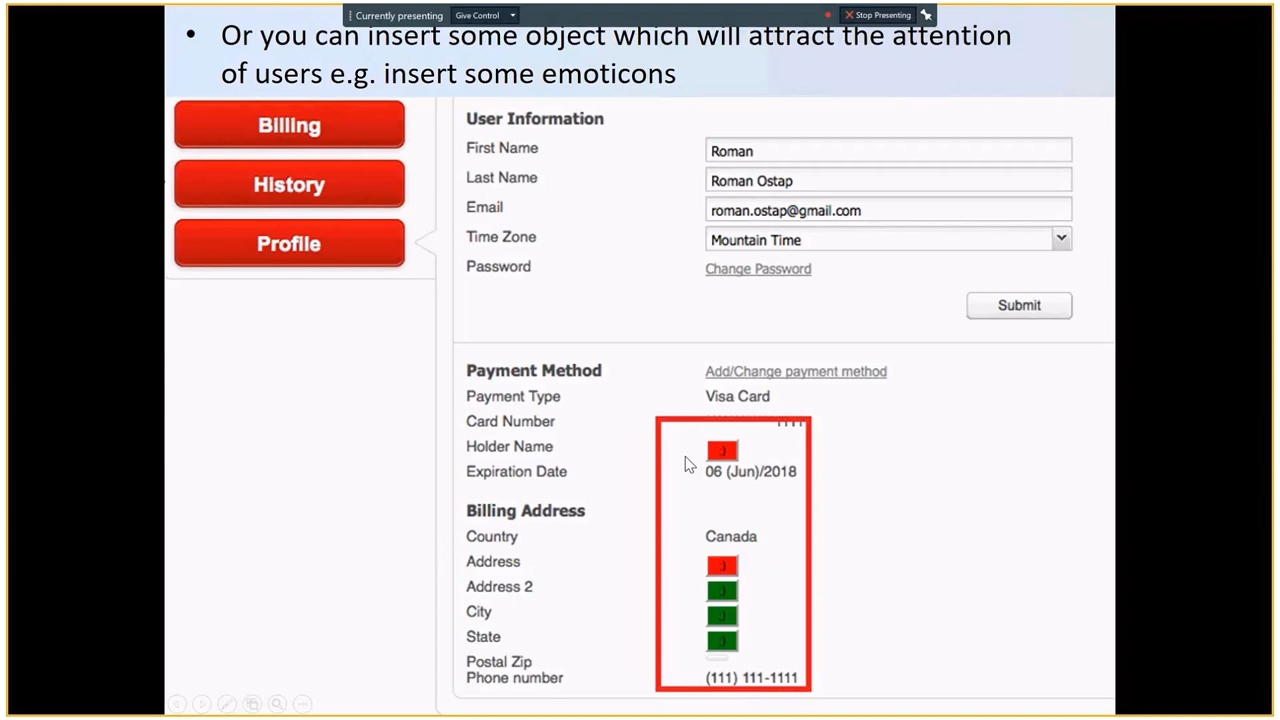 Currently presenting Give Control Stop Presenting
• Or you can insert some object which will attract the attention
of users e.g. insert some emoticons
Billing
History
Profile
User Information
First Name Roman
Last Name Roman Ostap
Email roman.ostap@gmail.com
Time Zone Mountain Time
Password Change Password
Submit
Payment Method Add/Change payment method
Payment Type Visa Card
Card Number 1111
Holder Name :)
Expiration Date 06 (Jun)/2018
Billing Address
Country Canada
Address :)
Address 2 :)
City :)
State :)
Postal Zip
Phone number (111) 111-1111